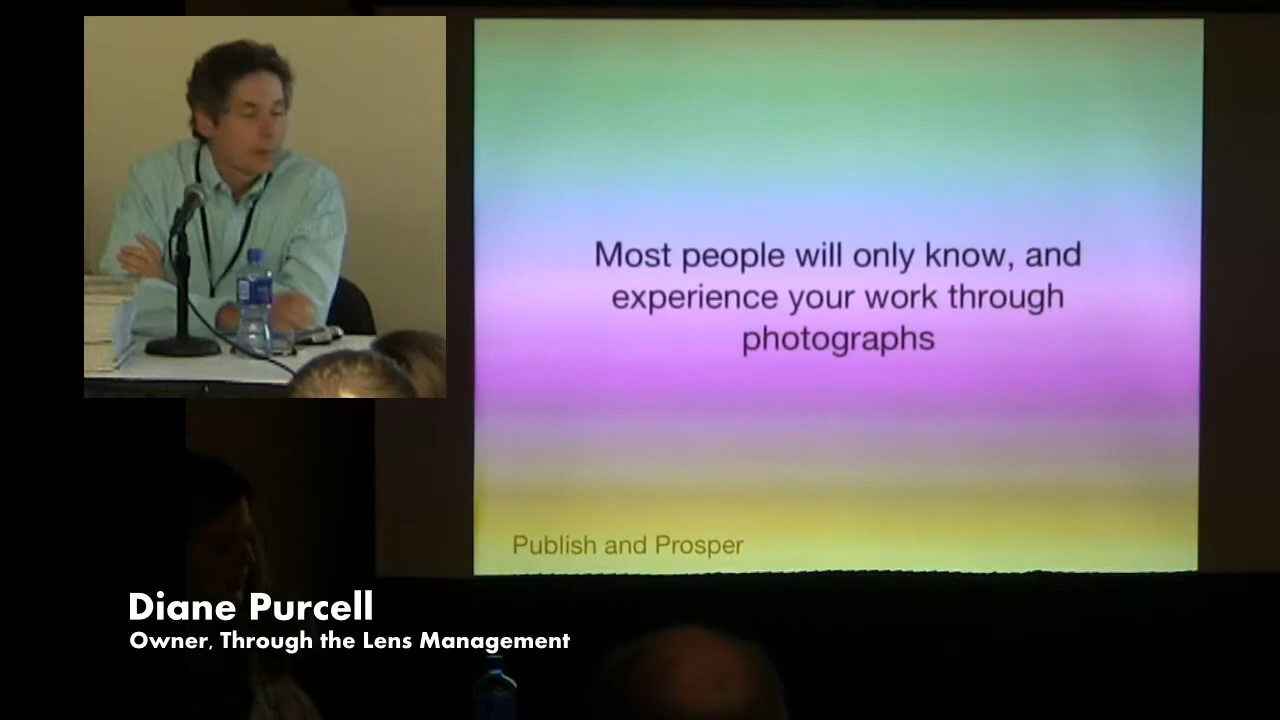 Most people will only know, and
experience your work through
photographs
Publish and Prosper
Diane Purcell
Owner, Through the Lens Management